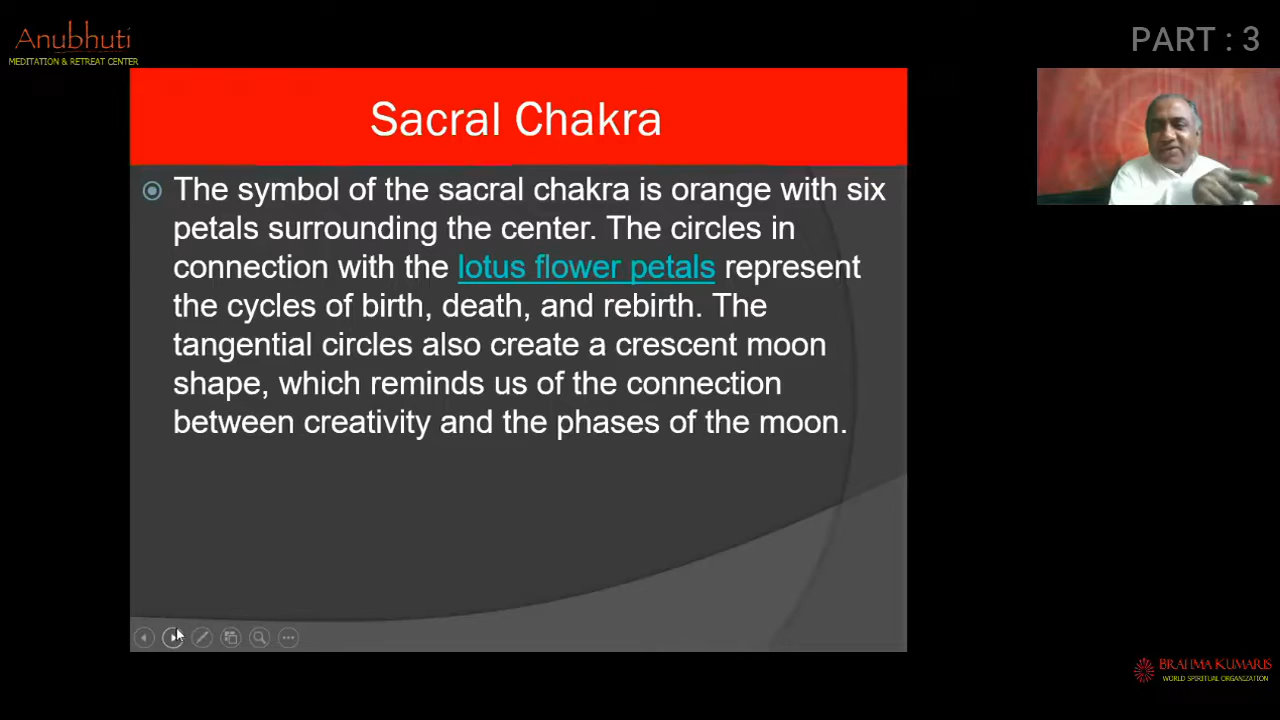 Anubhuti
MEDITATION & RETREAT CENTER
PART : 3
Sacral Chakra
The symbol of the sacral chakra is orange with six
petals surrounding the center. The circles in
connection with the lotus flower petals represent
the cycles of birth, death, and rebirth. The
tangential circles also create a crescent moon
shape, which reminds us of the connection
between creativity and the phases of the moon.
BRAHMA KUMARIS
WORLD SPIRITUAL ORGANIZATION